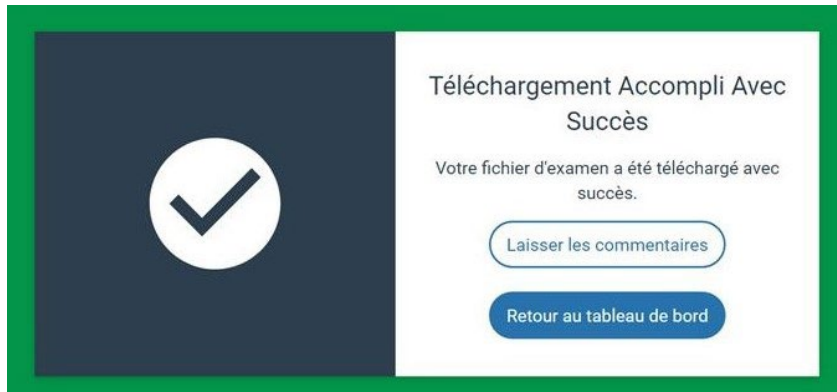 Téléchargement Accompli Avec
Succès
Votre fichier d'examen a été téléchargé avec
succès.
Laisser les commentaires
Retour au tableau de bord